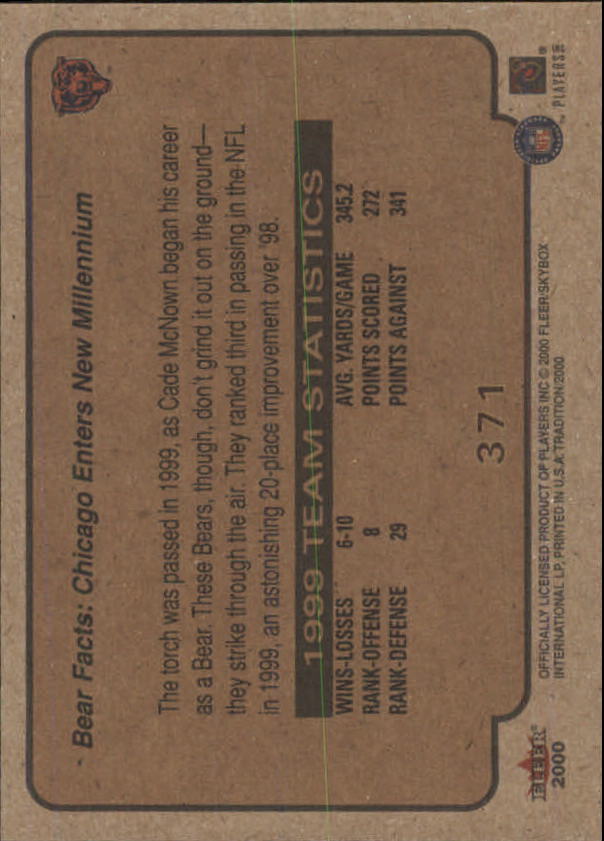 Bear Facts: Chicago Enters New Millennium
The torch was passed in 1999, as Cade McNown began his career
as a Bear. These Bears, though, don't grind it out on the ground—
they strike through the air. They ranked third in passing in the NFL
in 1999, an astonishing 20-place improvement over '98.
1999 TEAM STATISTICS
WINS-LOSSES 6-10 AVG. YARDS/GAME 345.2
RANK-OFFENSE 8 POINTS SCORED 272
RANK-DEFENSE 29 POINTS AGAINST 341
371
OFFICIALLY LICENSED PRODUCT OF PLAYERS INC © 2000 FLEER/SKYBOX
INTERNATIONAL LP, PRINTED IN U.S.A. TRADITION/2000
FLEER®
2000
NFL
™ PLAYERS